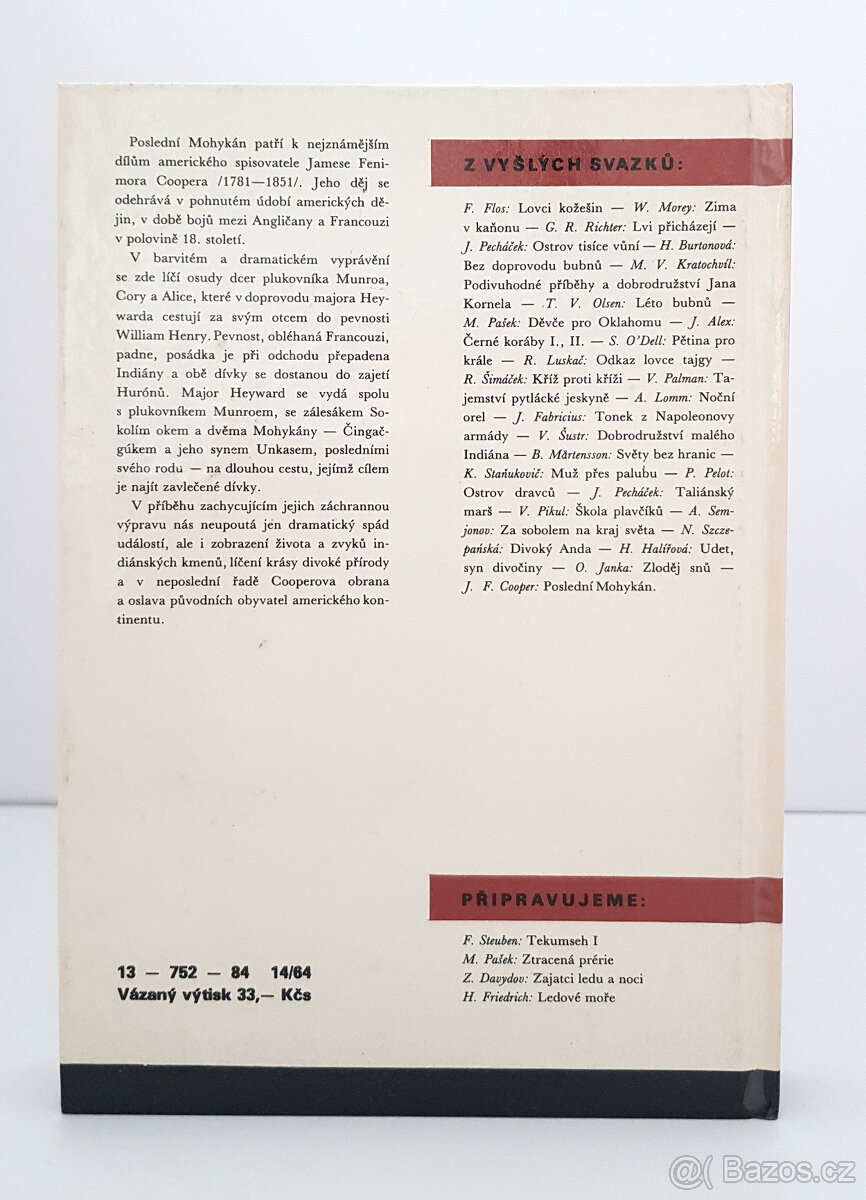 Poslední Mohykán patří k nejznámějším
dílům amerického spisovatele Jamese Feni-
mora Coopera /1781—1851/. Jeho děj se
odehrává v pohnutém údobí amerických dě-
jin, v době bojů mezi Angličany a Francouzi
v polovině 18. století.
V barvitém a dramatickém vyprávění
se zde líčí osudy dcer plukovníka Munroa,
Cory a Alice, které v doprovodu majora Hey-
warda cestují za svým otcem do pevnosti
William Henry. Pevnost, obléhaná Francouzi,
padne, posádka je při odchodu přepadena
Indiány a obě dívky se dostanou do zajetí
Hurónů. Major Heyward se vydá spolu
s plukovníkem Munroem, se zálesákem So-
kolím okem a dvěma Mohykány — Čingač-
gúkem a jeho synem Unkasem, posledními
svého rodu — na dlouhou cestu, jejímž cílem
je najít zavlečené dívky.
V příběhu zachycujícím jejich záchrannou
výpravu nás neupoutá jen dramatický spád
událostí, ale i zobrazení života a zvyků in-
diánských kmenů, líčení krásy divoké přírody
a v neposlední řadě Cooperova obrana
a oslava původních obyvatel amerického kon-
tinentu.
13 — 752 — 84 14/64
Vázaný výtisk 33,— Kčs
Z VYŠLÝCH SVAZKŮ:
F. Flos: Lovci kožešin — W. Morey: Zima
v kaňonu — G. R. Richter: Lvi přicházejí —
J. Pecháček: Ostrov tisíce vůní — H. Burtonová:
Bez doprovodu bubnů — M. V. Kratochvíl:
Podivuhodné příběhy a dobrodružství Jana
Kornela — T. V. Olsen: Léto bubnů —
M. Pašek: Děvče pro Oklahomu — J. Alex:
Černé koráby I., II. — S. O'Dell: Pětina pro
krále — R. Luskač: Odkaz lovce tajgy —
R. Šimáček: Kříž proti kříži — V. Palman: Ta-
jemství pytlácké jeskyně — A. Lomm: Noční
orel — J. Fabricius: Tonek z Napoleonovy
armády — V. Šustr: Dobrodružství malého
Indiána — B. Mårtensson: Světy bez hranic —
K. Staňukovič: Muž přes palubu — P. Pelot:
Ostrov dravců — J. Pecháček: Taliánský
marš — V. Pikul: Škola plavčíků — A. Sem-
jonov: Za sobolem na kraj světa — N. Szcze-
pańská: Divoký Anda — H. Halířová: Udet,
syn divočiny — O. Janka: Zloděj snů —
J. F. Cooper: Poslední Mohykán.
PŘIPRAVUJEME:
F. Steuben: Tekumseh I
M. Pašek: Ztracená prérie
Z. Davydov: Zajatci ledu a noci
H. Friedrich: Ledové moře
@( Bazos.cz